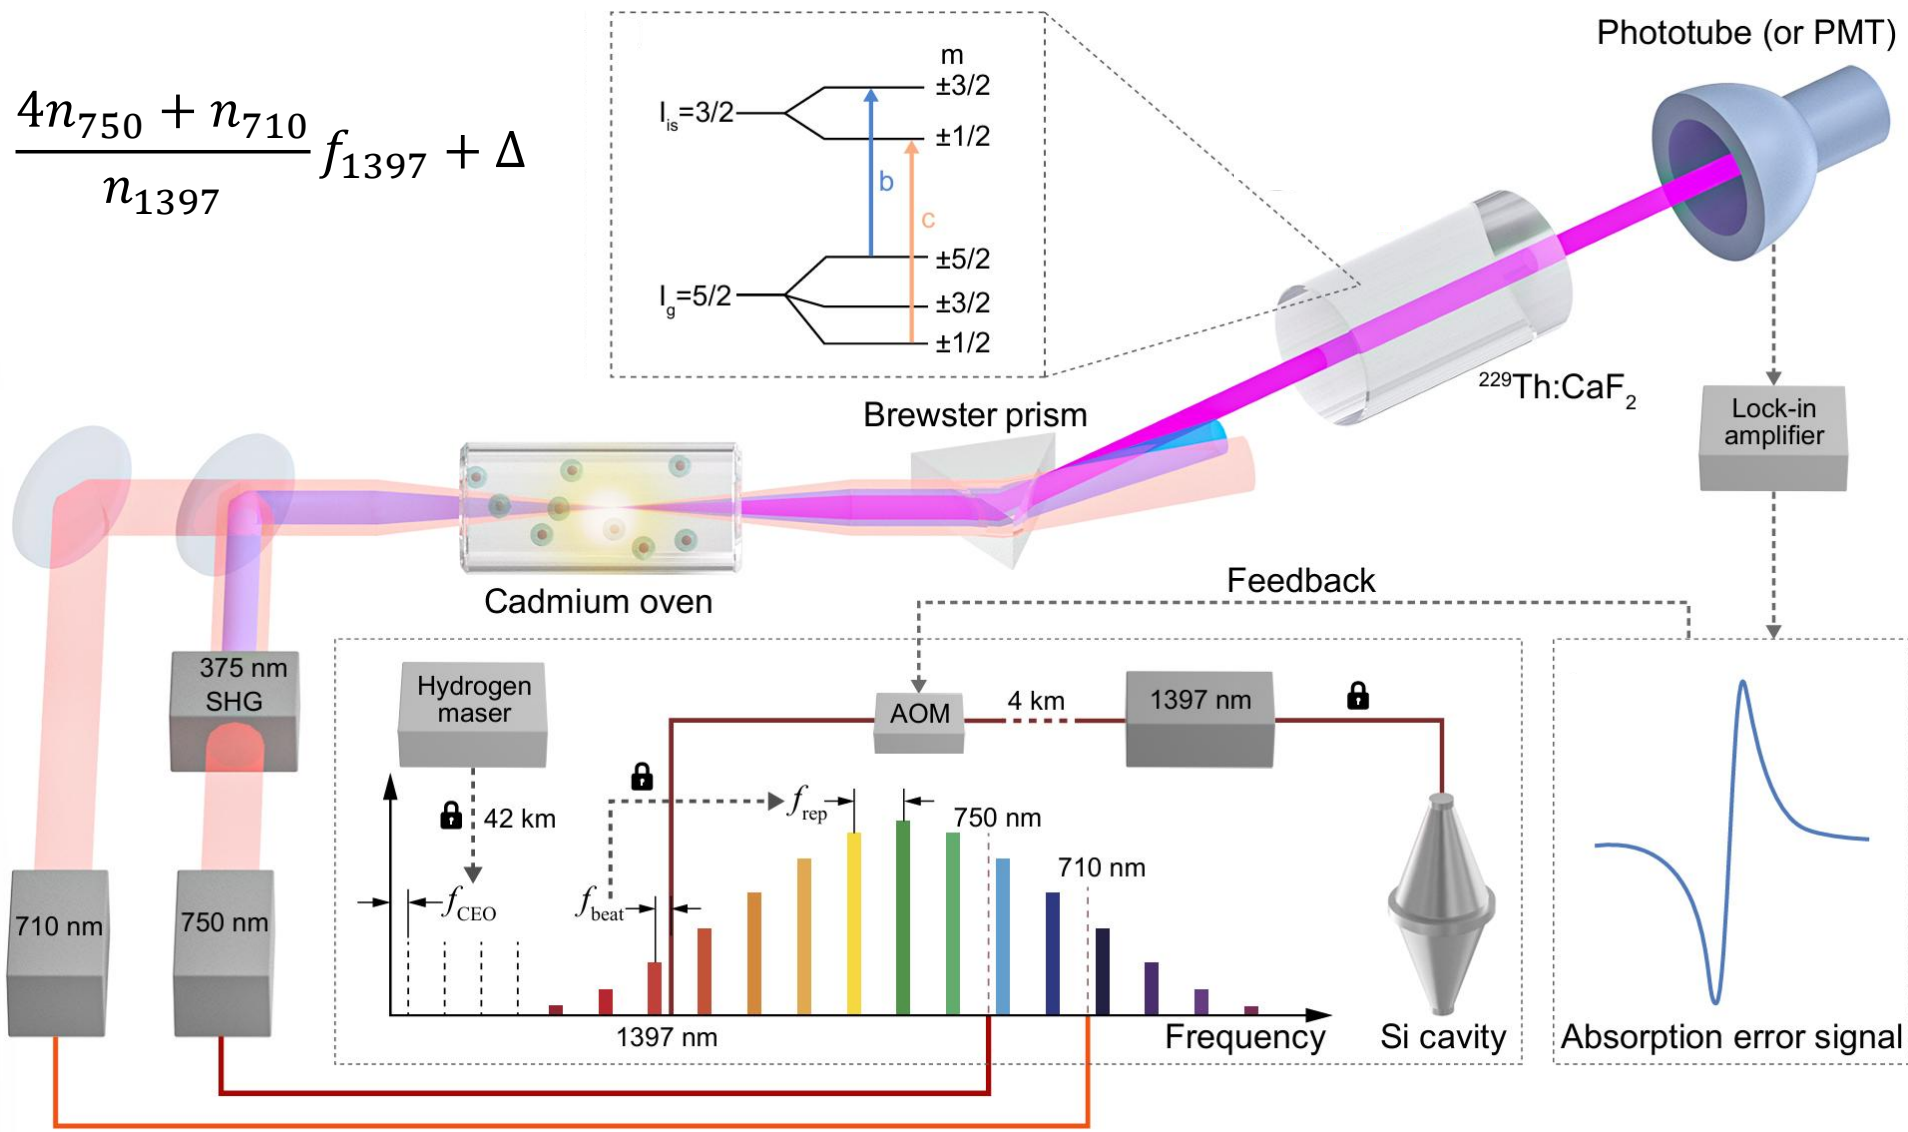 Phototube (or PMT)
4n₇₅₀ + n₇₁₀
n₁₃₉₇
f₁₃₉₇ + Δ
m
±3/2
Iis=3/2
±1/2
b
c
±5/2
Ig=5/2
±3/2
±1/2
²²⁹Th:CaF₂
Brewster prism
Lock-in
amplifier
Cadmium oven
Feedback
375 nm
SHG
Hydrogen
maser
AOM
4 km
1397 nm
42 km
frep
750 nm
710 nm
fCEO
fbeat
710 nm
750 nm
1397 nm
Frequency
Si cavity
Absorption error signal